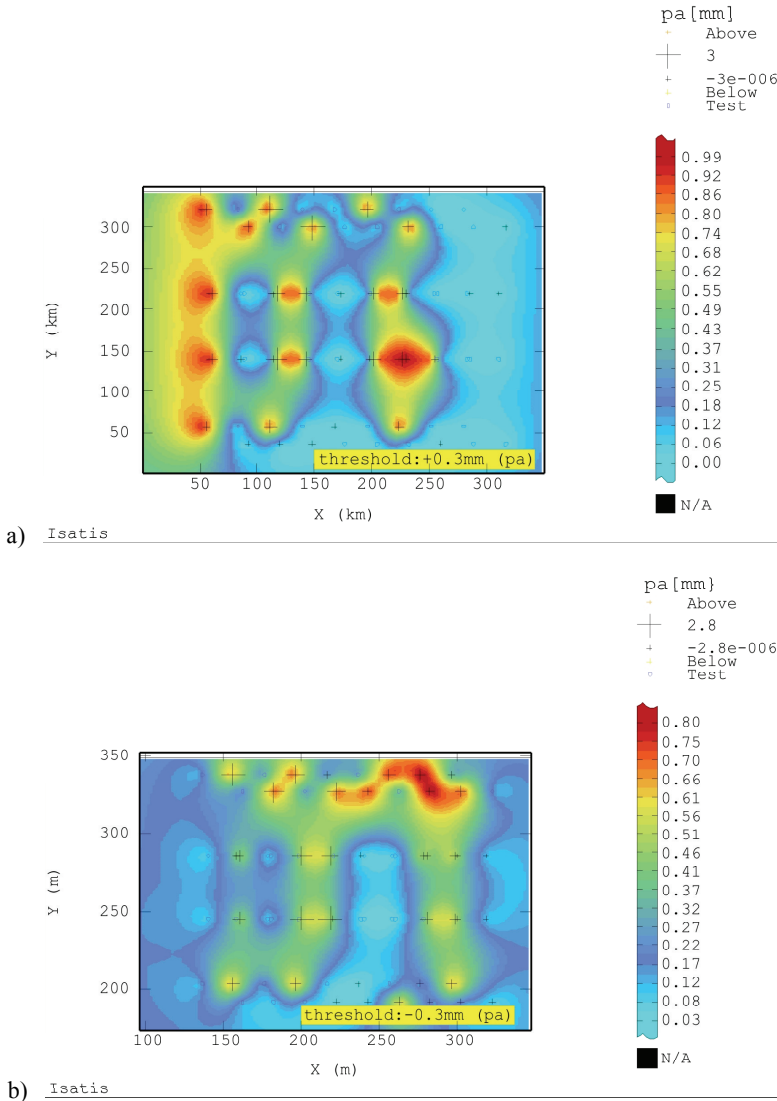 pa[mm]
Above
3
-3e-006
Below
Test
0.99
0.92
0.86
0.80
0.74
0.68
0.62
0.55
0.49
0.43
0.37
0.31
0.25
0.18
0.12
0.06
0.00
N/A
300
250
200
150
100
50
Y (km)
threshold:+0.3mm (pa)
50 100 150 200 250 300
X (km)
a) Isatis
pa[mm}
Above
2.8
-2.8e-006
Below
Test
0.80
0.75
0.70
0.66
0.61
0.56
0.51
0.46
0.41
0.37
0.32
0.27
0.22
0.17
0.12
0.08
0.03
N/A
350
300
250
200
Y (m)
threshold:-0.3mm (pa)
100 150 200 250 300
X (m)
b) Isatis